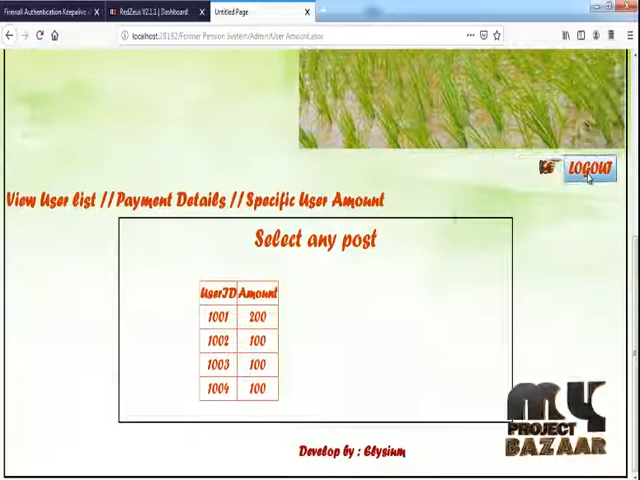 Firewall Authentication Keepalive
RedZeus V2.1.1 | Dashboard
Untitled Page
localhost:28192/Former Pension System/Admin/User Amount.aspx
LOGOUT
View User list // Payment Details // Specific User Amount
Select any post
UserID Amount
1001 200
1002 100
1003 100
1004 100
MY
PROJECT
BAZAAR
Develop by : Elysium